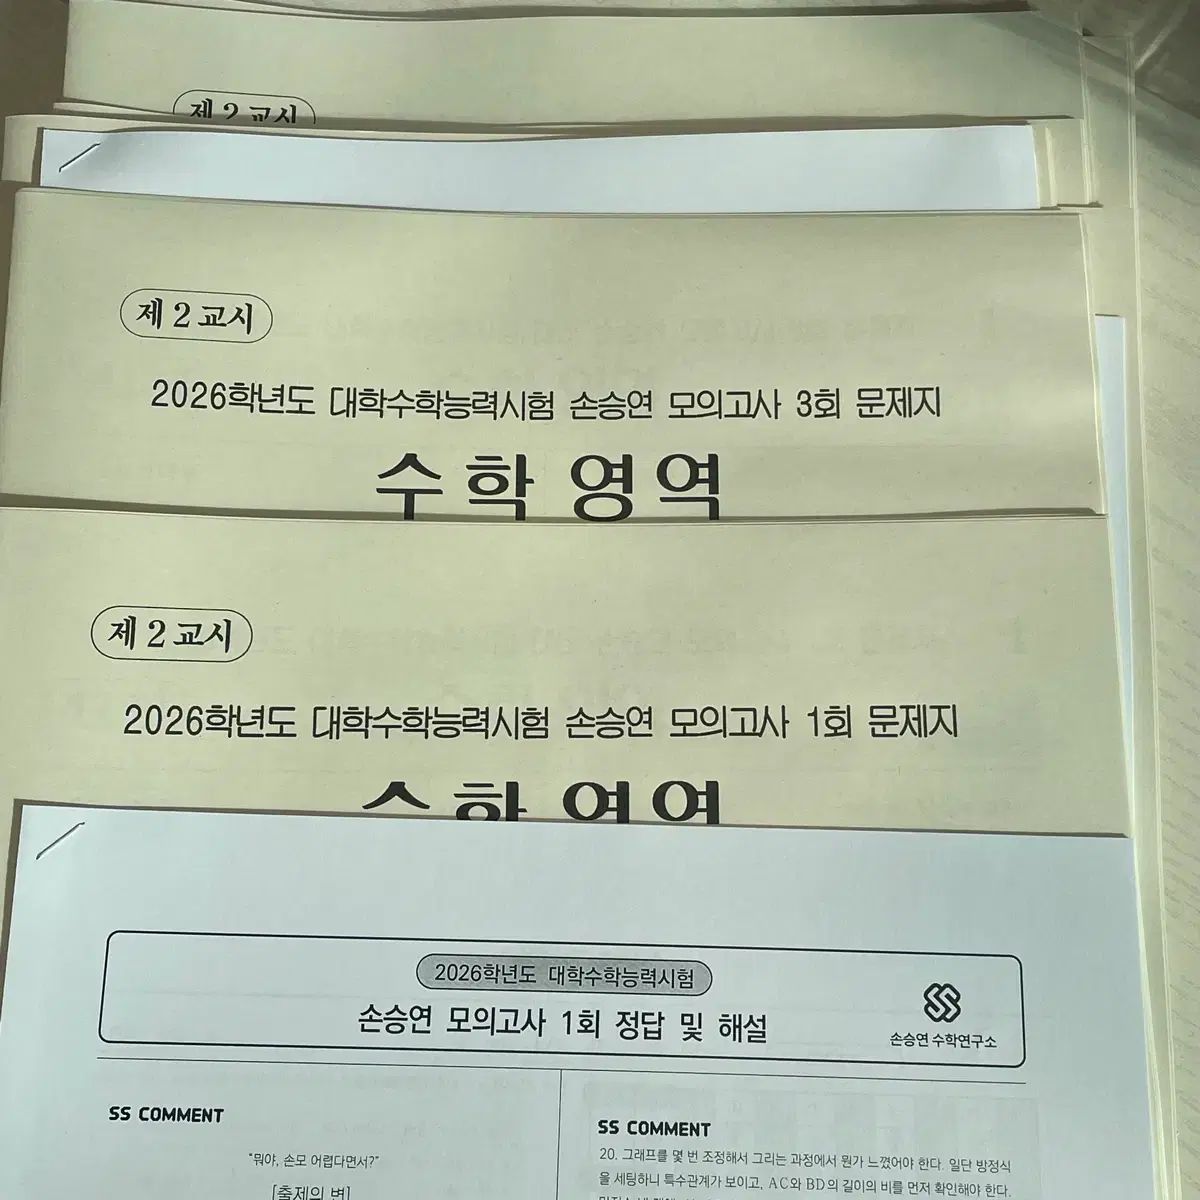 제 2 교시
제 2 교시
2026학년도 대학수학능력시험 손승연 모의고사 3회 문제지
수학 영역
제 2 교시
2026학년도 대학수학능력시험 손승연 모의고사 1회 문제지
수학 영역
2026학년도 대학수학능력시험
손승연 모의고사 1회 정답 및 해설
손승연 수학연구소
SS COMMENT
"뭐야, 손모 어렵다면서?"
[출제의 변]
SS COMMENT
20. 그래프를 몇 번 조정해서 그리는 과정에서 뭔가 느꼈어야 한다. 일단 방정식
을 세팅하니 특수관계가 보이고, AC와 BD의 길이의 비를 먼저 확인해야 한다.